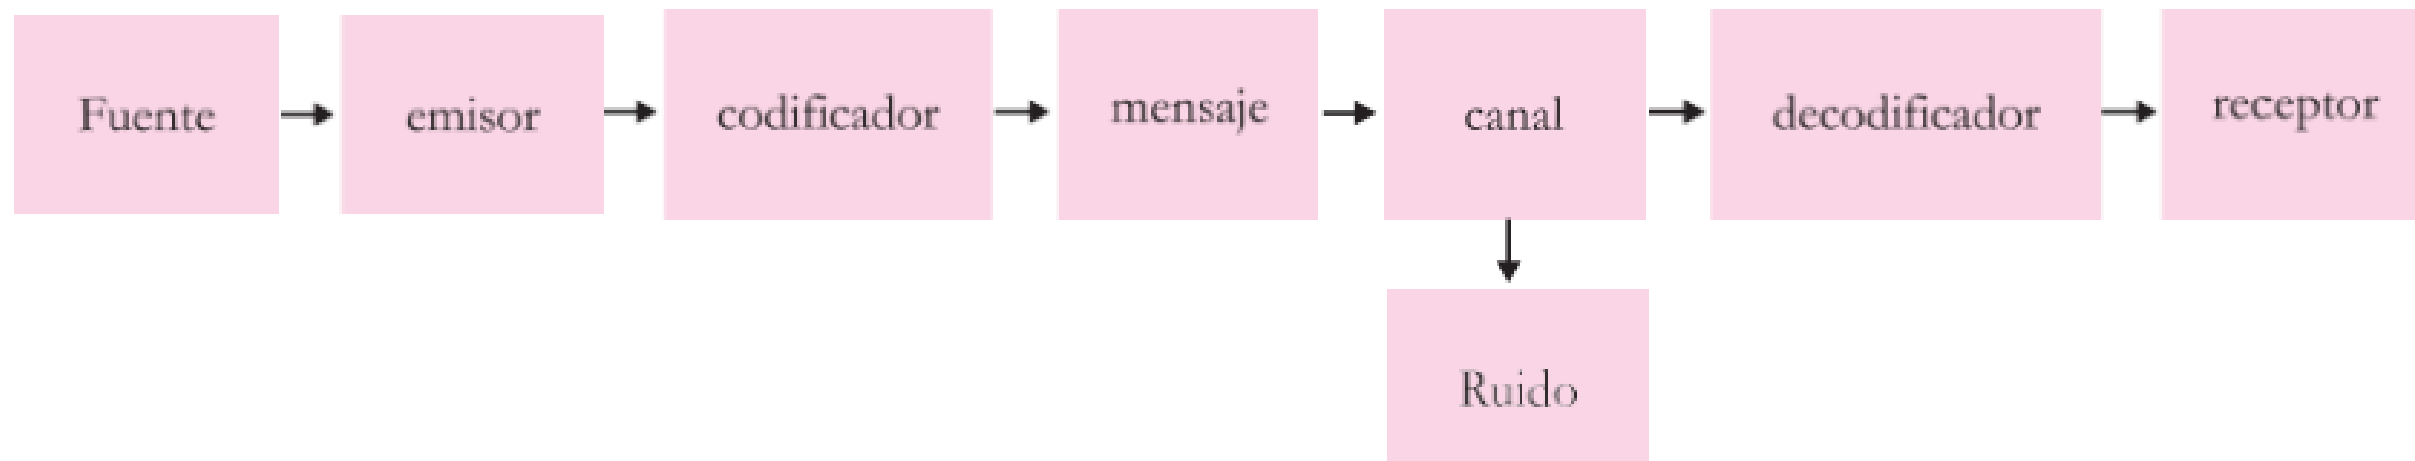 Fuente
emisor
codificador
mensaje
canal
decodificador
receptor
Ruido